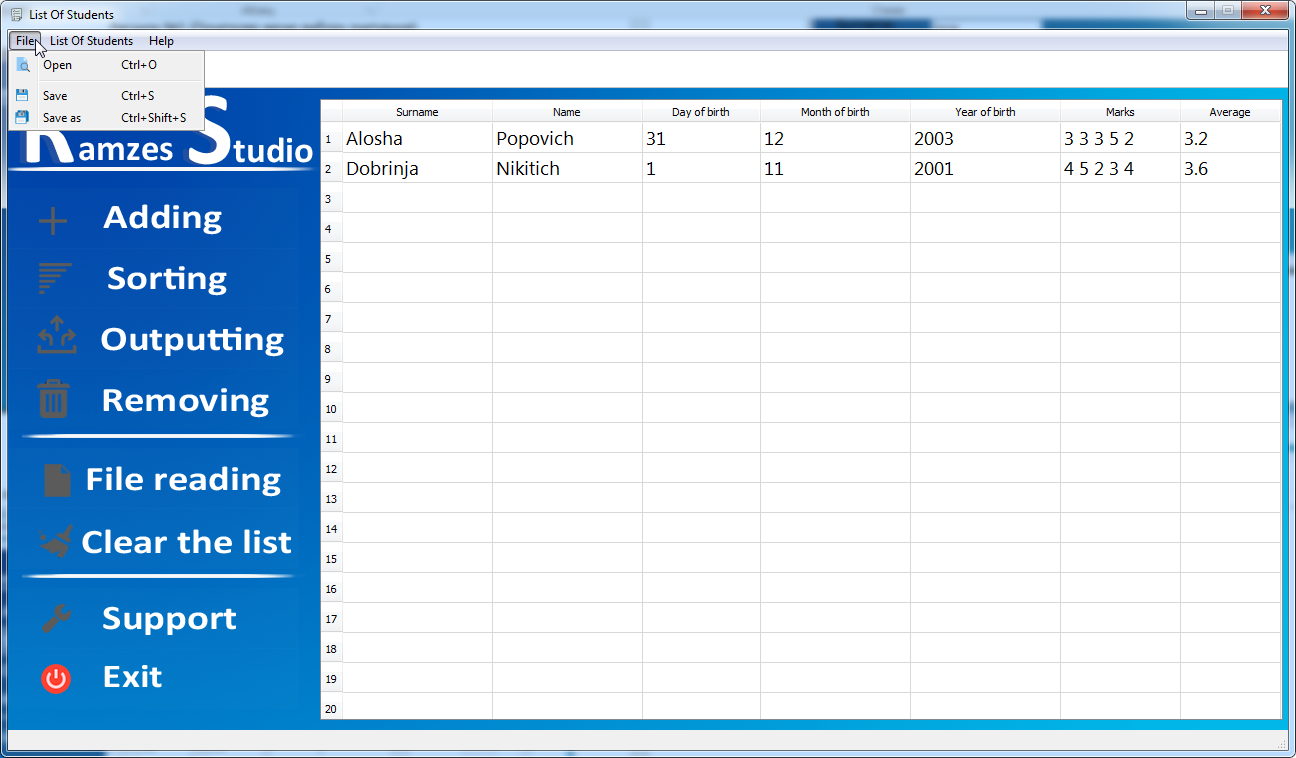 List Of Students
File List Of Students Help
Open Ctrl+O
Save Ctrl+S
Save as Ctrl+Shift+S
Ramzes Studio
Adding
Sorting
Outputting
Removing
File reading
Clear the list
Support
Exit
Surname Name Day of birth Month of birth Year of birth Marks Average
1 Alosha Popovich 31 12 2003 3 3 3 5 2 3.2
2 Dobrinja Nikitich 1 11 2001 4 5 2 3 4 3.6
3
4
5
6
7
8
9
10
11
12
13
14
15
16
17
18
19
20